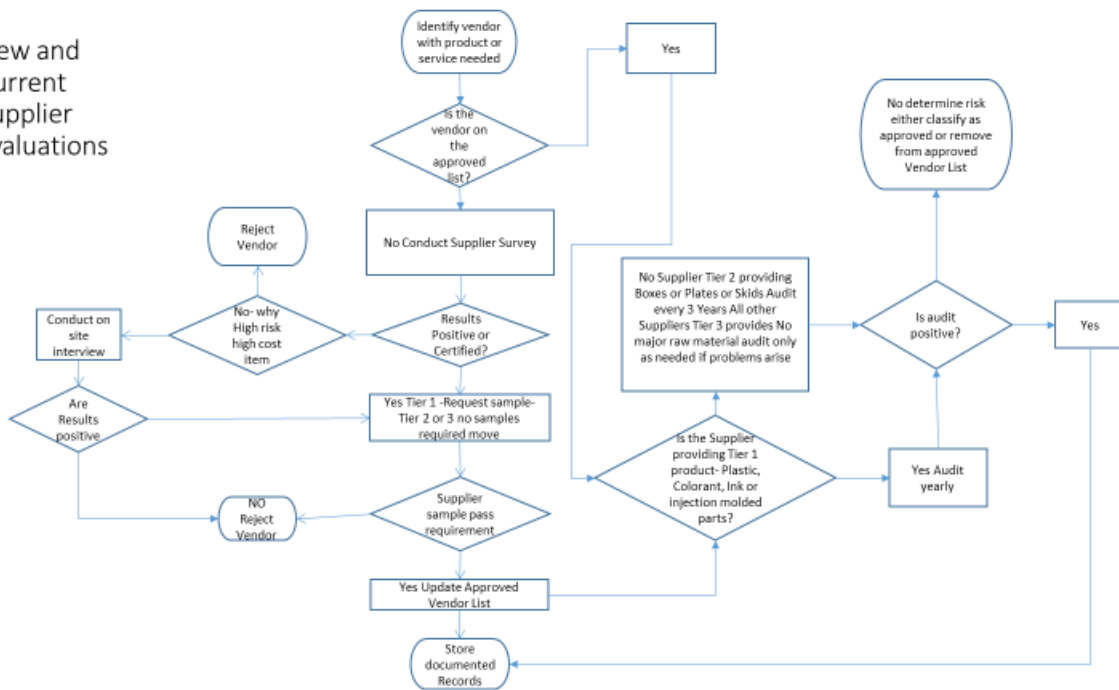 ew and
urrent
upplier
valuations
Identify vendor
with product or
service needed
Yes
Is the
vendor on
the
approved
list?
No determine risk
either classify as
approved or remove
from approved
Vendor List
No Conduct Supplier Survey
Reject
Vendor
No- why
High risk
high cost
item
Results
Positive or
Certified?
Conduct on
site
interview
Are
Results
positive
Yes Tier 1 -Request sample-
Tier 2 or 3 no samples
required move
No Supplier Tier 2 providing
Boxes or Plates or Skids Audit
every 3 Years All other
Suppliers Tier 3 provides No
major raw material audit only
as needed if problems arise
Is audit
positive?
Yes
Is the Supplier
providing Tier 1
product- Plastic,
Colorant, Ink or
injection molded
parts?
Yes Audit
yearly
Supplier
sample pass
requirement
NO
Reject
Vendor
Yes Update Approved
Vendor List
Store
documented
Records